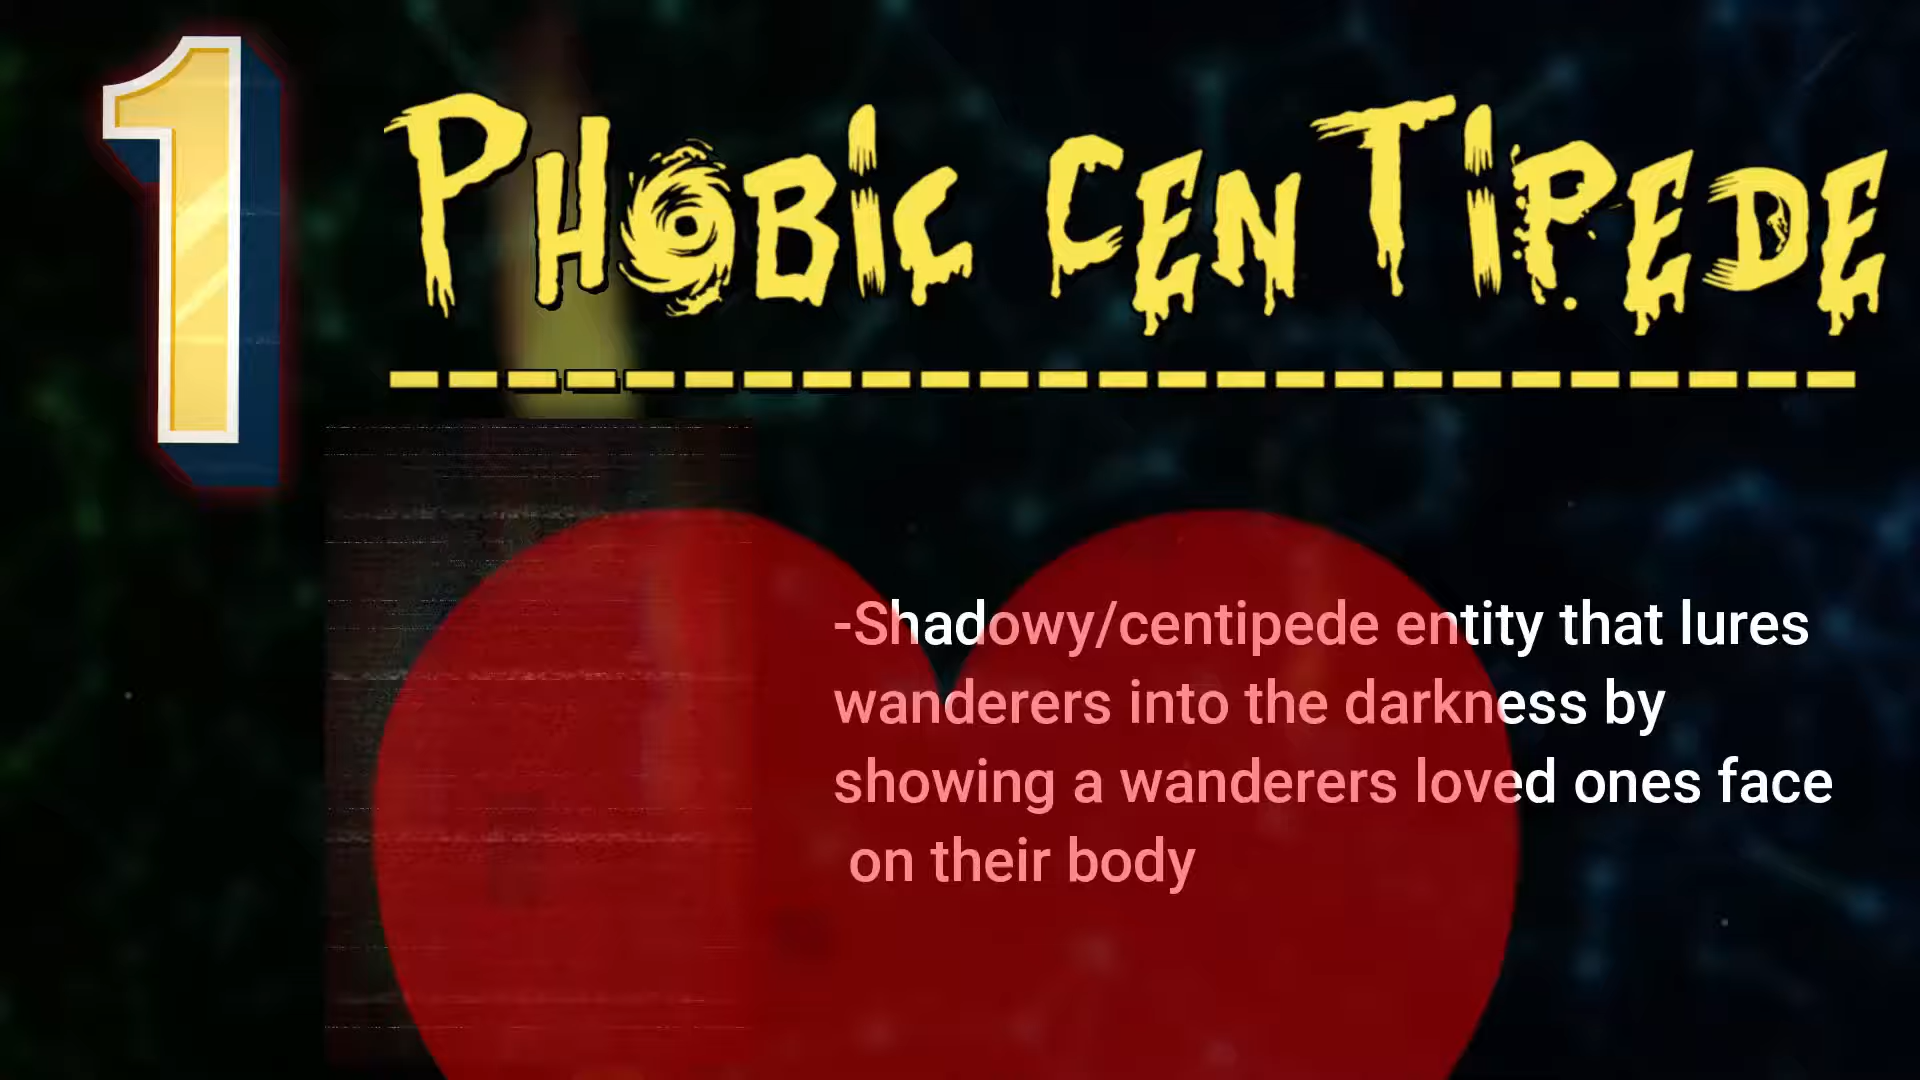 1
PHOBIC CENTIPEDE
-Shadowy/centipede entity that lures
wanderers into the darkness by
showing a wanderers loved ones face
on their body